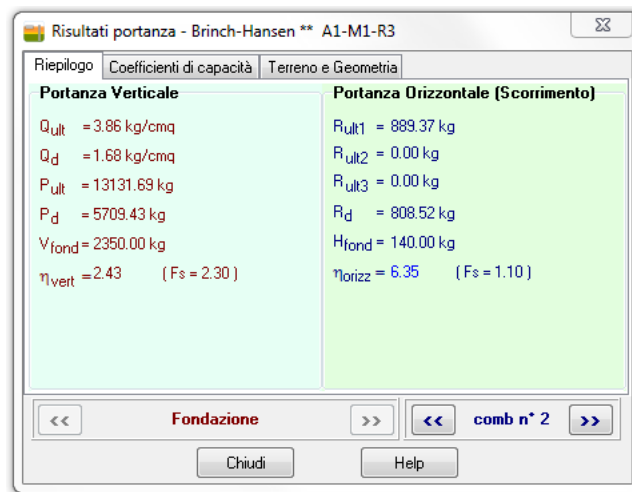 Risultati portanza - Brinch-Hansen ** A1-M1-R3
Riepilogo Coefficienti di capacità Terreno e Geometria
Portanza Verticale
Qult =3.86 kg/cmq
Qd =1.68 kg/cmq
Pult =13131.69 kg
Pd =5709.43 kg
Vfond =2350.00 kg
ηvert =2.43 ( Fs = 2.30 )
Portanza Orizzontale (Scorrimento)
Rult1 = 889.37 kg
Rult2 = 0.00 kg
Rult3 = 0.00 kg
Rd = 808.52 kg
Hfond = 140.00 kg
ηorizz = 6.35 ( Fs = 1.10 )
<< Fondazione >> << comb n° 2 >>
Chiudi Help